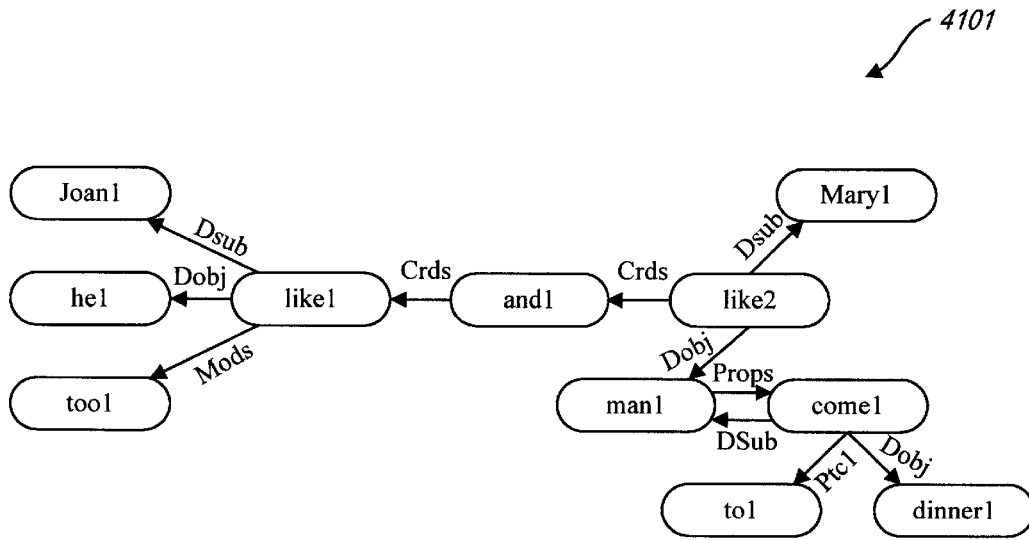 4101
Joan1
Mary1
Dsub
Dsub
he1
Dobj
like1
Crds
and1
Crds
like2
Mods
Dobj
too1
man1
Props
come1
DSub
Ptc1
Dobj
to1
dinner1